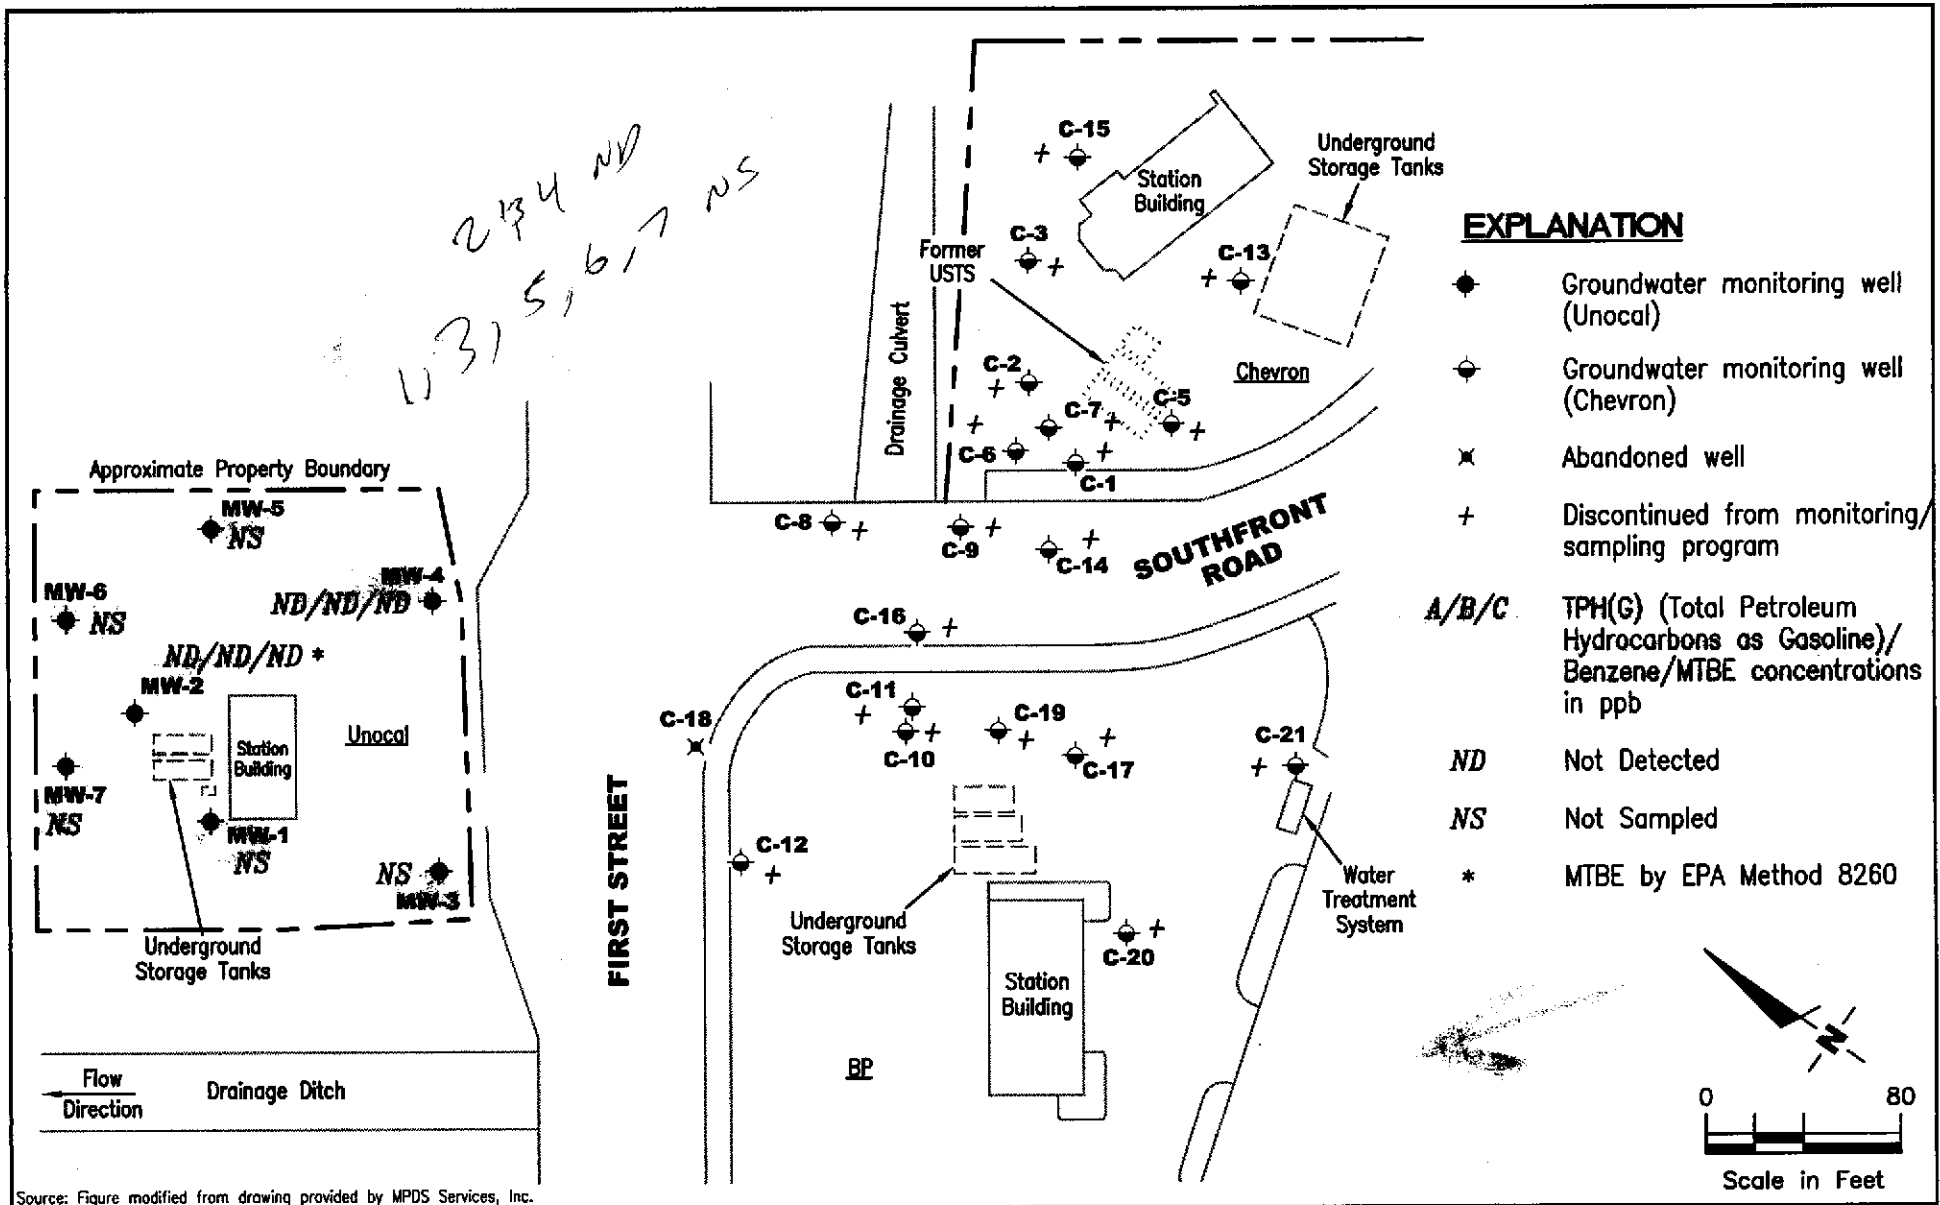 2 & 4 ND
1, 3, 5, 6, 7 NS
C-15
Underground
Storage Tanks
Station
Building
C-3
C-13
Former
USTS
Drainage Culvert
C-2
Chevron
C-7
C-5
C-6
C-1
C-8
C-9
C-14
SOUTHFRONT
ROAD
Approximate Property Boundary
MW-5
NS
MW-4
ND/ND/ND
MW-6
NS
ND/ND/ND *
MW-2
Unocal
Station
Building
MW-7
NS
MW-1
NS
NS
MW-3
Underground
Storage Tanks
C-16
C-11
C-10
C-18
C-19
C-17
C-21
C-12
FIRST STREET
Underground
Storage Tanks
Water
Treatment
System
C-20
Station
Building
BP
Flow
Direction
Drainage Ditch
EXPLANATION
Groundwater monitoring well
(Unocal)
Groundwater monitoring well
(Chevron)
Abandoned well
+ Discontinued from monitoring/
sampling program
A/B/C TPH(G) (Total Petroleum
Hydrocarbons as Gasoline)/
Benzene/MTBE concentrations
in ppb
ND Not Detected
NS Not Sampled
* MTBE by EPA Method 8260
N
0 80
Scale in Feet
Source: Figure modified from drawing provided by MPDS Services, Inc.